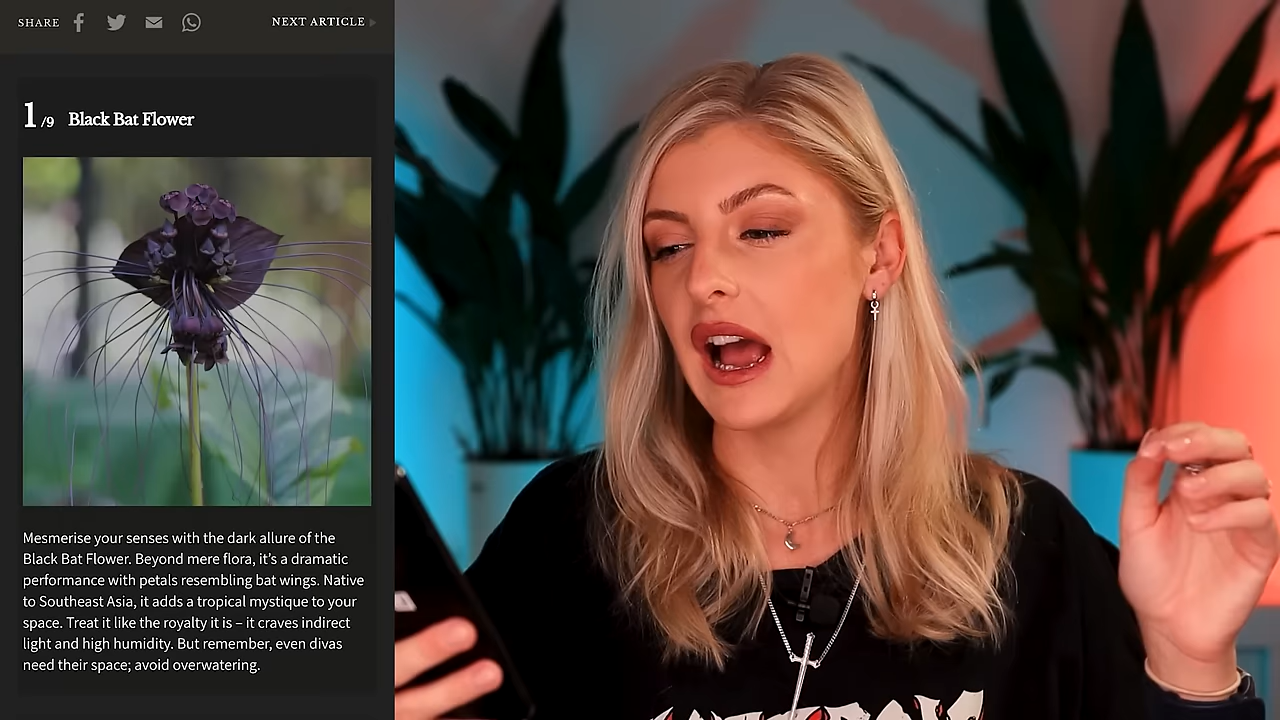 SHARE
NEXT ARTICLE
1/9 Black Bat Flower
Mesmerise your senses with the dark allure of the
Black Bat Flower. Beyond mere flora, it's a dramatic
performance with petals resembling bat wings. Native
to Southeast Asia, it adds a tropical mystique to your
space. Treat it like the royalty it is – it craves indirect
light and high humidity. But remember, even divas
need their space; avoid overwatering.